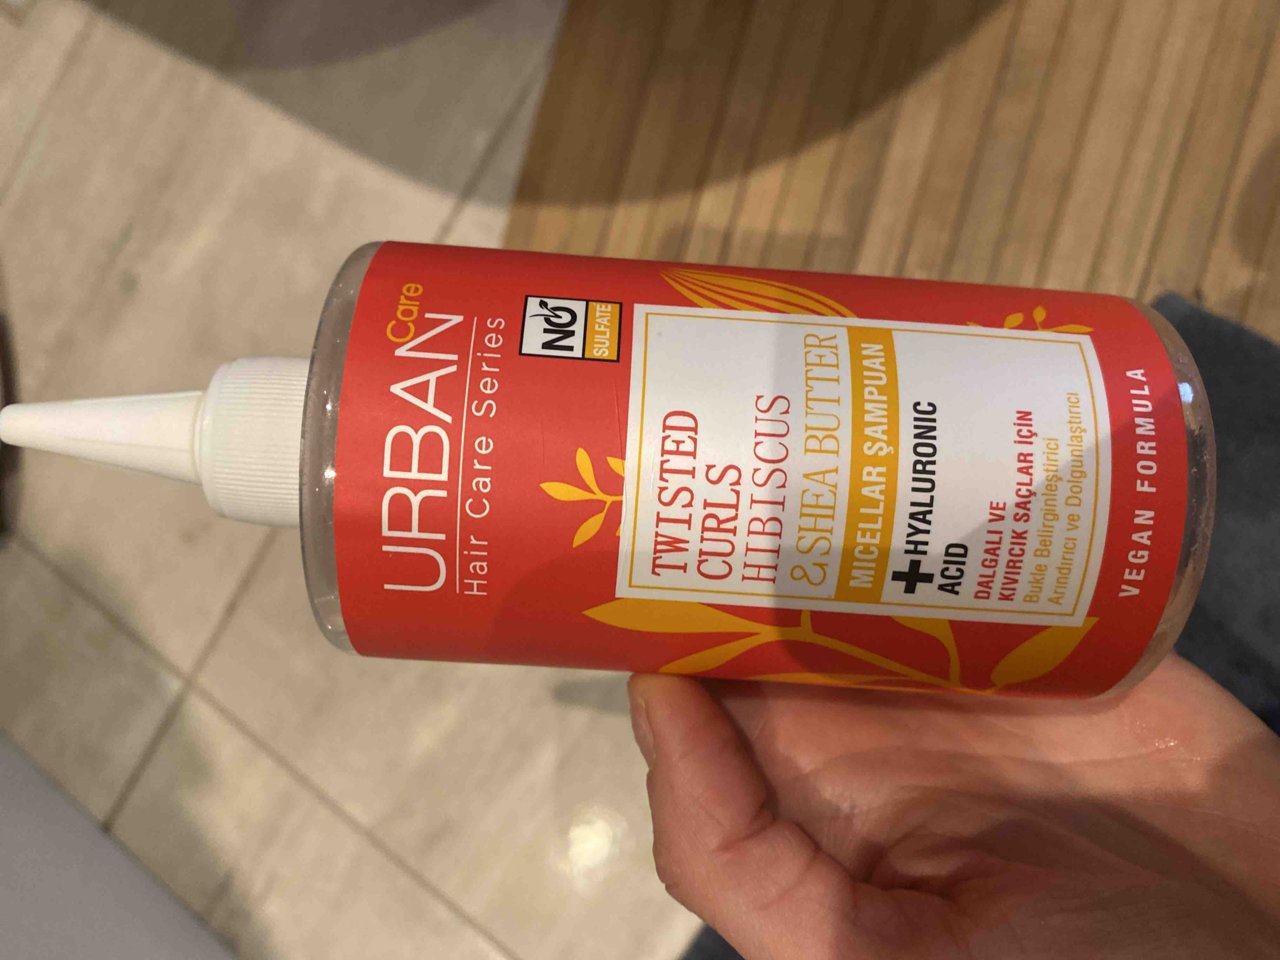 URBAN Care
Hair Care Series
NO
SULFATE
TWISTED
CURLS
HIBISCUS
& SHEA BUTTER
MICELLAR ŞAMPUAN
+HYALURONIC
ACID
DALGALI VE
KIVIRCIK SAÇLAR İÇİN
Bukle Belirginleştirici
Arındırıcı ve Dolgunlaştırıcı
VEGAN FORMULA